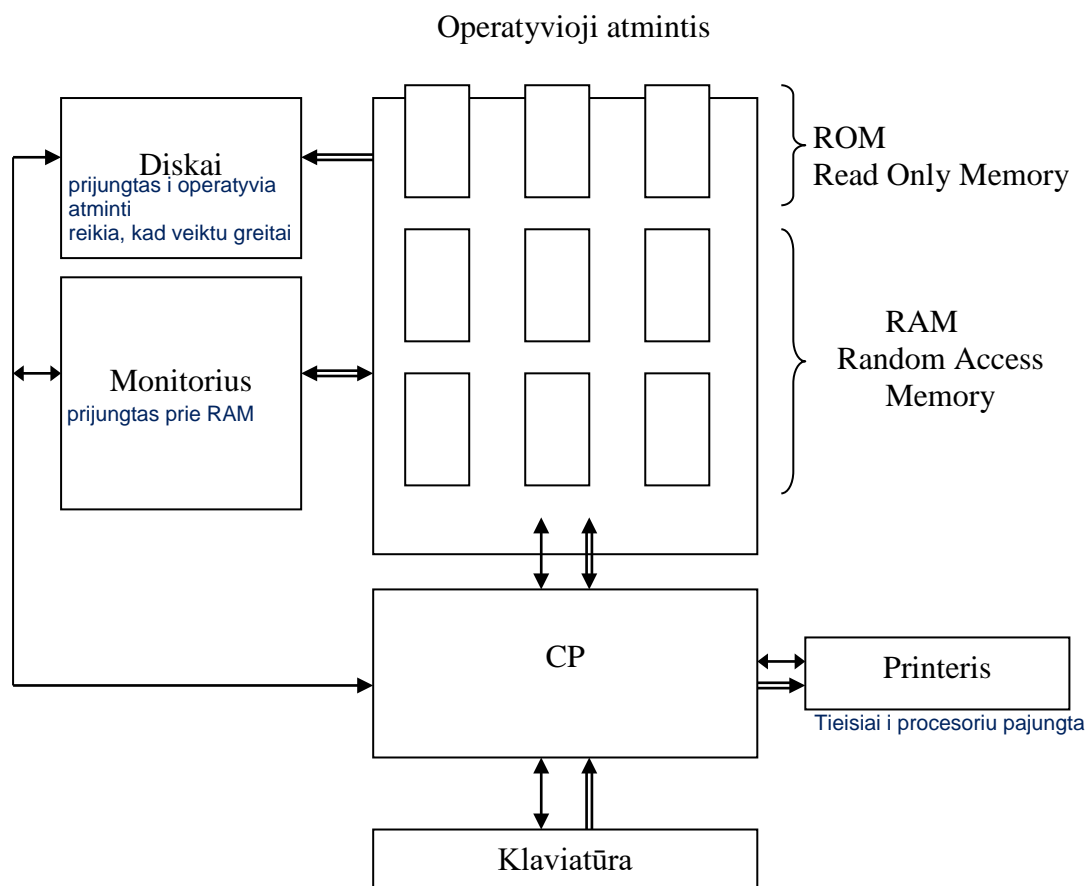 Operatyvioji atmintis
Diskai
prijungtas i operatyvia
atminti
reikia, kad veiktu greitai
ROM
Read Only Memory
Monitorius
prijungtas prie RAM
RAM
Random Access
Memory
CP
Printeris
Tieisiai i procesoriu pajungta
Klaviatūra